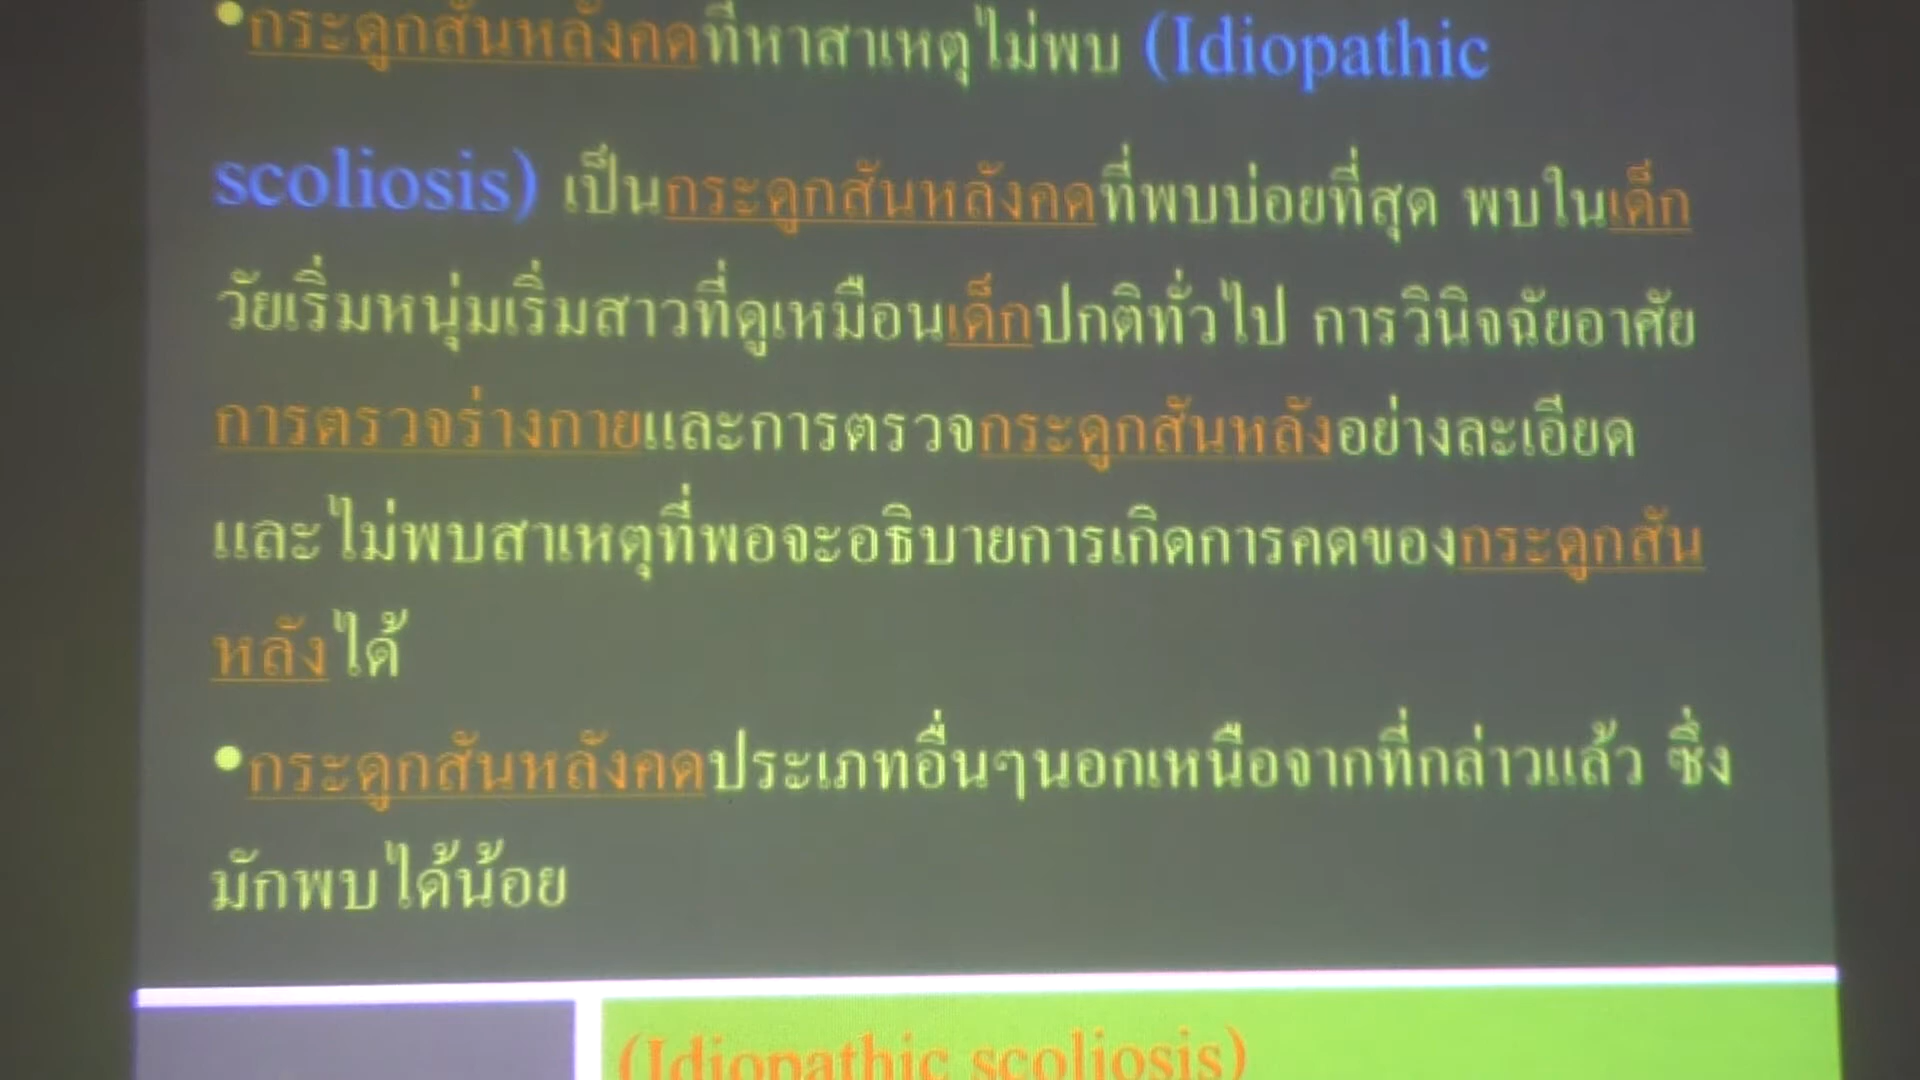 •กระดูกสันหลังคดที่หาสาเหตุไม่พบ (Idiopathic
scoliosis) เป็นกระดูกสันหลังคดที่พบบ่อยที่สุด พบในเด็ก
วัยเริ่มหนุ่มเริ่มสาวที่ดูเหมือนเด็กปกติทั่วไป การวินิจฉัยอาศัย
การตรวจร่างกายและการตรวจกระดูกสันหลังอย่างละเอียด
และไม่พบสาเหตุที่พอจะอธิบายการเกิดการคดของกระดูกสัน
หลังได้
•กระดูกสันหลังคดประเภทอื่นๆนอกเหนือจากที่กล่าวแล้ว ซึ่ง
มักพบได้น้อย
(Idiopathic scoliosis)